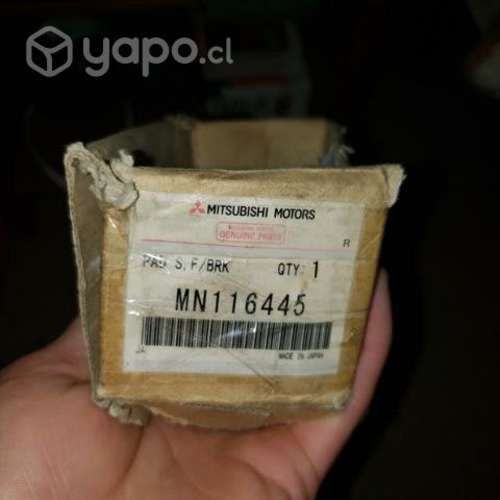 yapo.cl
MITSUBISHI MOTORS
GENUINE PARTS
R
PAD S, F/BRK QTY 1
MN116445
MADE IN JAPAN